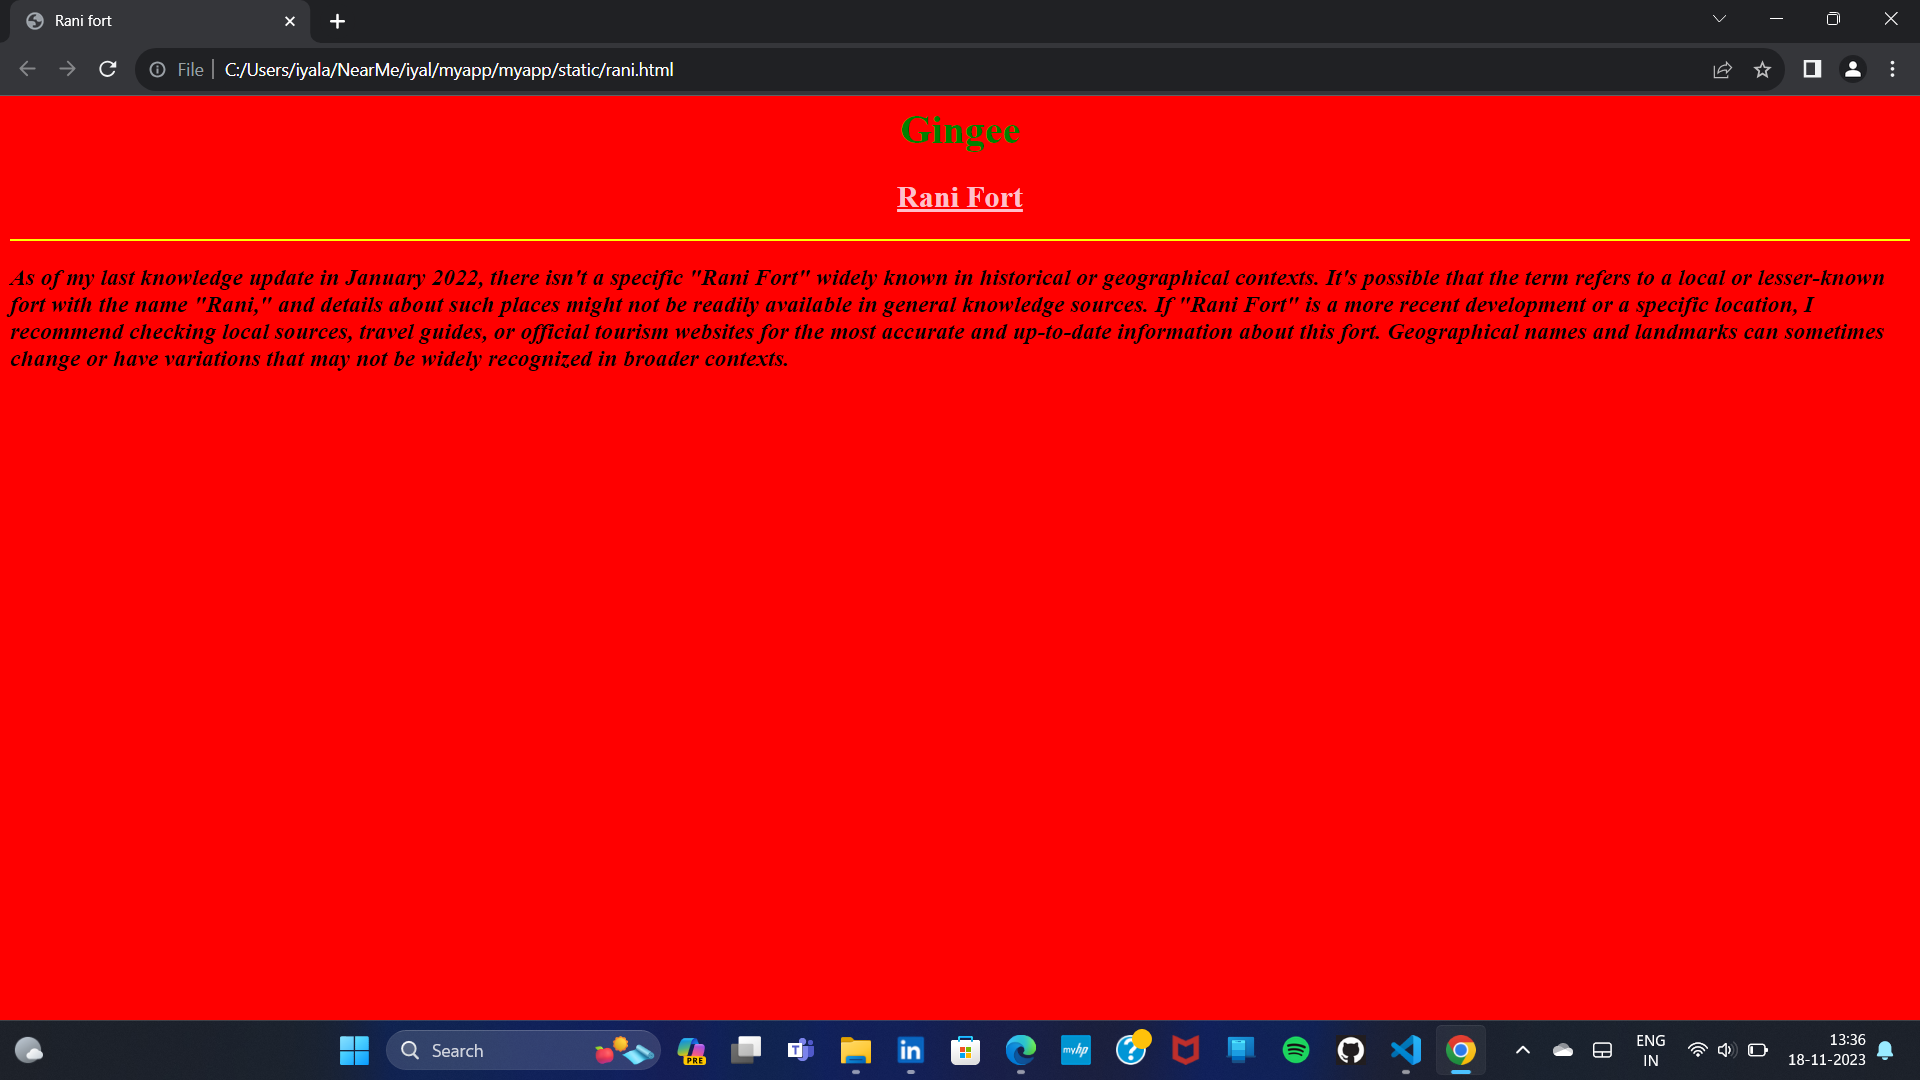 Rani fort
File
C:/Users/iyala/NearMe/iyal/myapp/myapp/static/rani.html
Gingee
Rani Fort
As of my last knowledge update in January 2022, there isn't a specific "Rani Fort" widely known in historical or geographical contexts. It's possible that the term refers to a local or lesser-known
fort with the name "Rani," and details about such places might not be readily available in general knowledge sources. If "Rani Fort" is a more recent development or a specific location, I
recommend checking local sources, travel guides, or official tourism websites for the most accurate and up-to-date information about this fort. Geographical names and landmarks can sometimes
change or have variations that may not be widely recognized in broader contexts.
Search
PRE
T
in
myhp
?
ENG
IN
13:36
18-11-2023